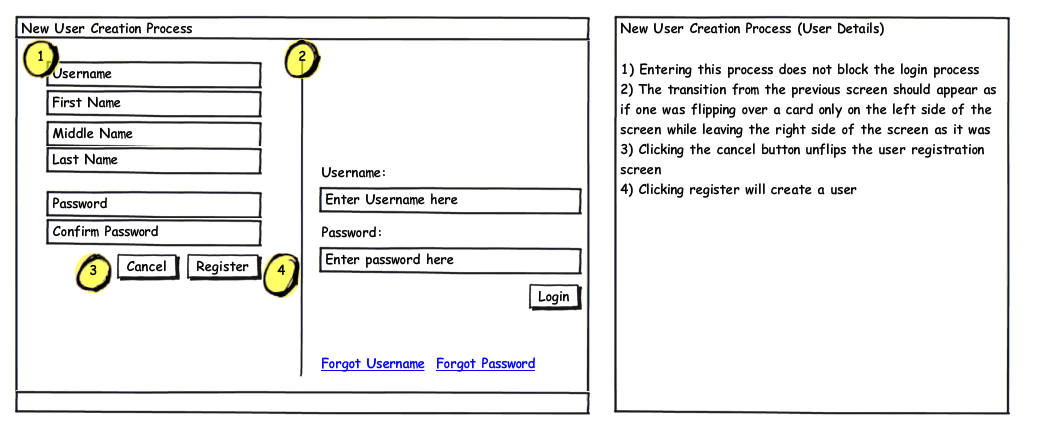 New User Creation Process
1
2
Username
First Name
Middle Name
Last Name
Password
Confirm Password
3
Cancel
Register
4
Username:
Enter Username here
Password:
Enter password here
Login
Forgot Username
Forgot Password
New User Creation Process (User Details)
1) Entering this process does not block the login process
2) The transition from the previous screen should appear as
if one was flipping over a card only on the left side of the
screen while leaving the right side of the screen as it was
3) Clicking the cancel button unflips the user registration
screen
4) Clicking register will create a user